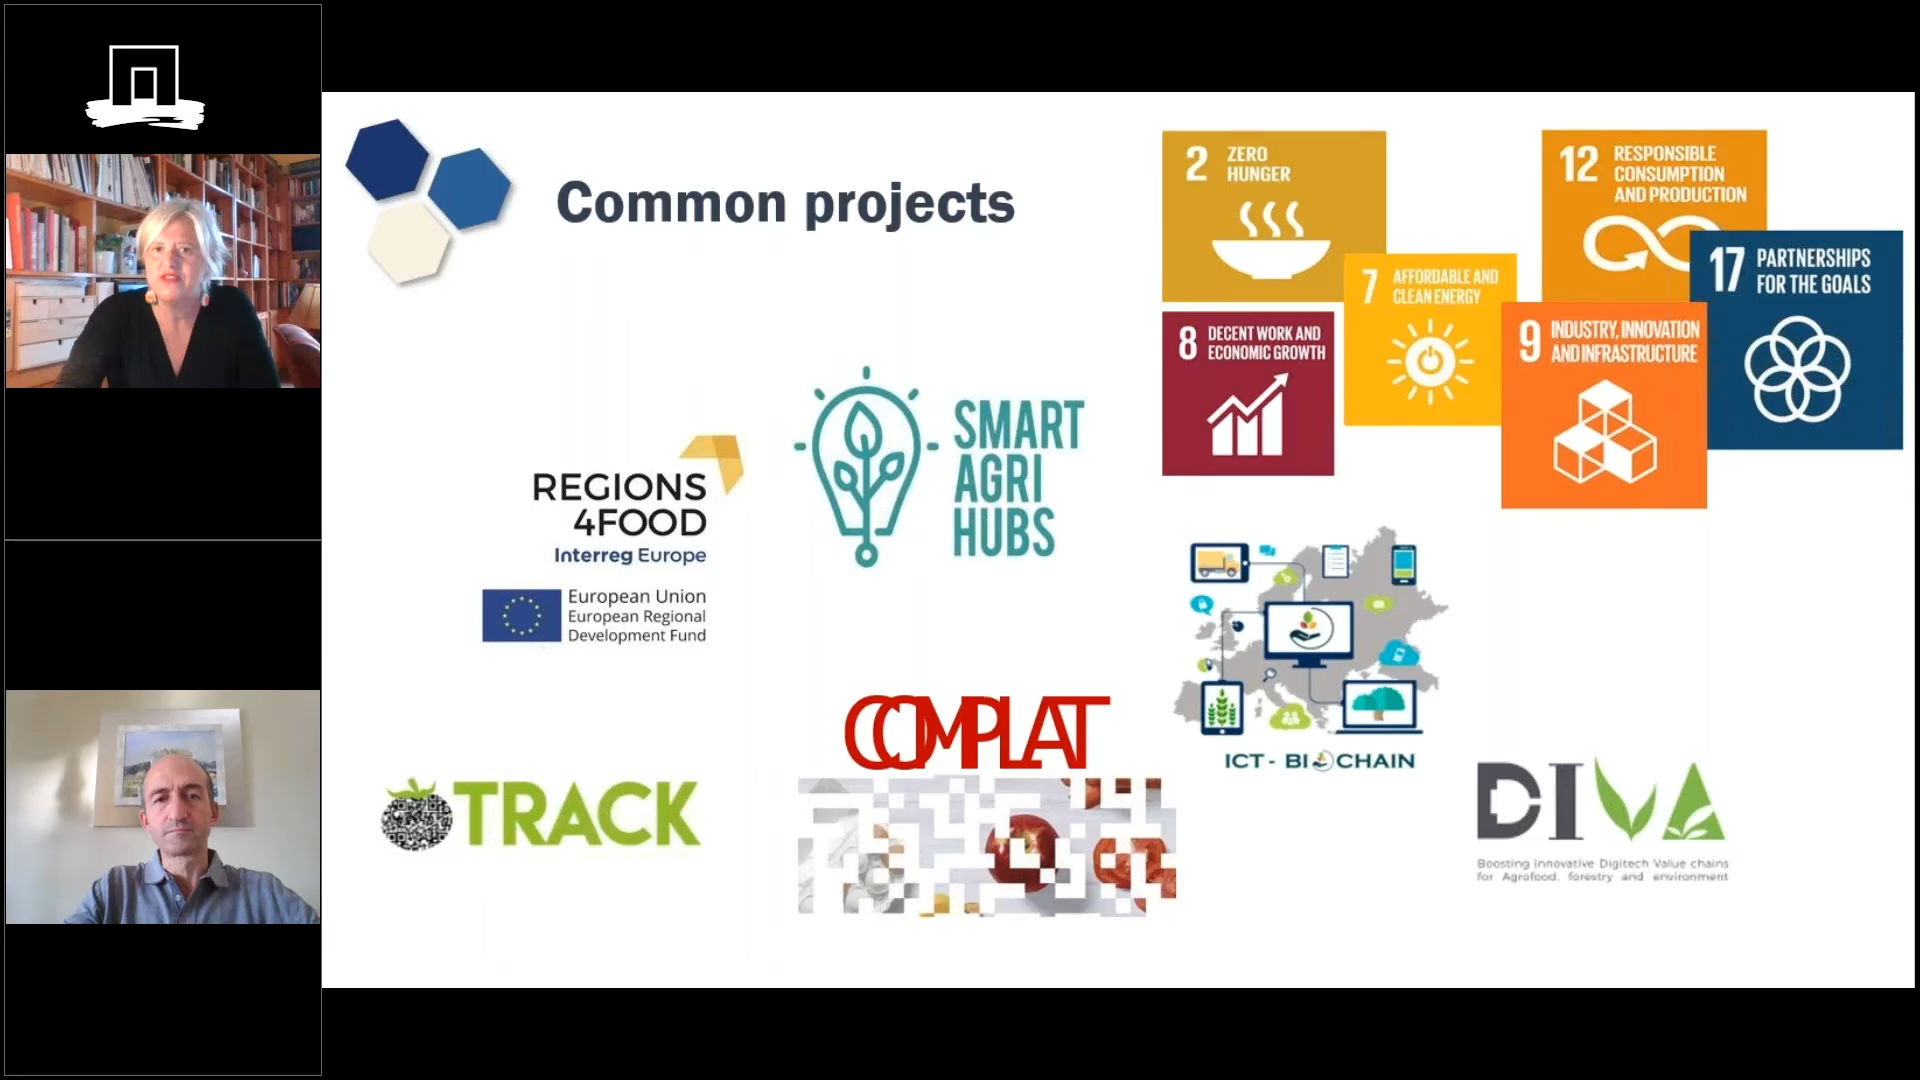 Common projects
2 ZERO
HUNGER
12 RESPONSIBLE
CONSUMPTION
AND PRODUCTION
17 PARTNERSHIPS
FOR THE GOALS
7 AFFORDABLE AND
CLEAN ENERGY
8 DECENT WORK AND
ECONOMIC GROWTH
9 INDUSTRY, INNOVATION
AND INFRASTRUCTURE
REGIONS
4FOOD
Interreg Europe
European Union
European Regional
Development Fund
SMART
AGRI
HUBS
TRACK
COMPLAT
ICT - BIOCHAIN
DIVA
Boosting innovative Digitech Value chains
for Agrofood, forestry and environment